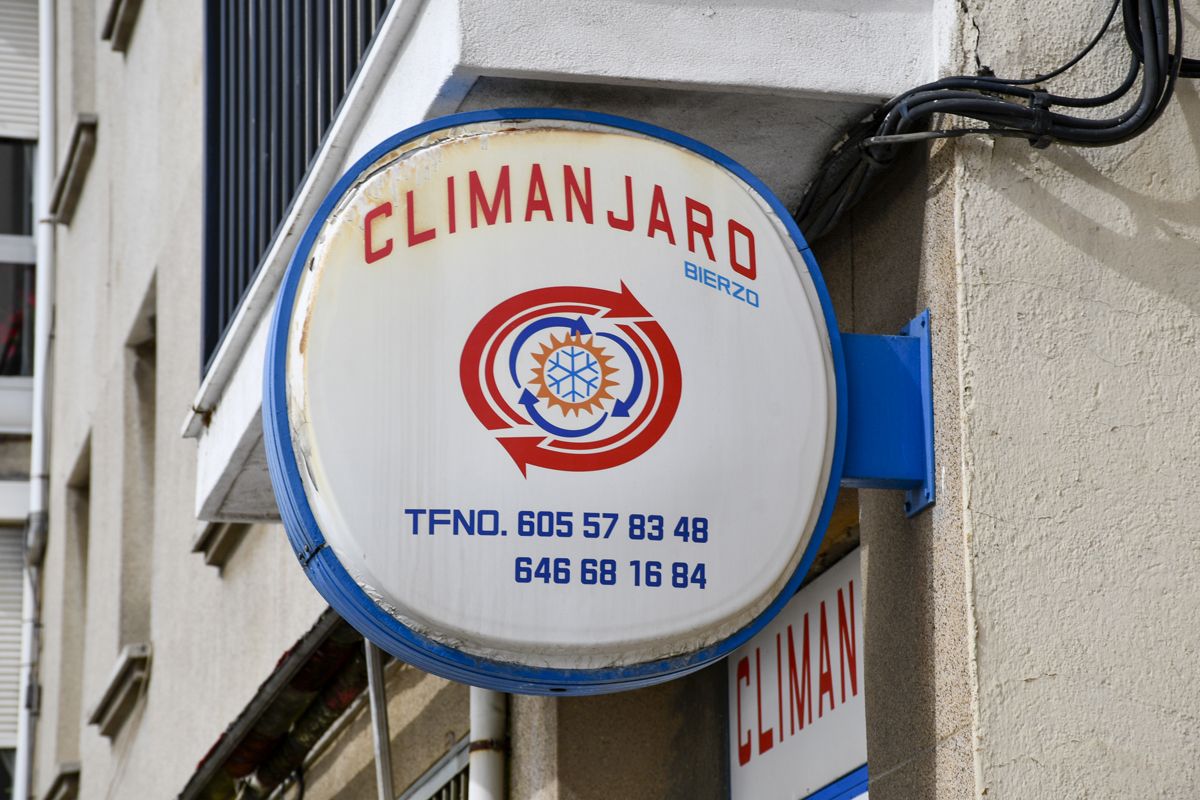 CLIMANJARO
BIERZO
TFNO. 605 57 83 48
646 68 16 84
CLIMAN